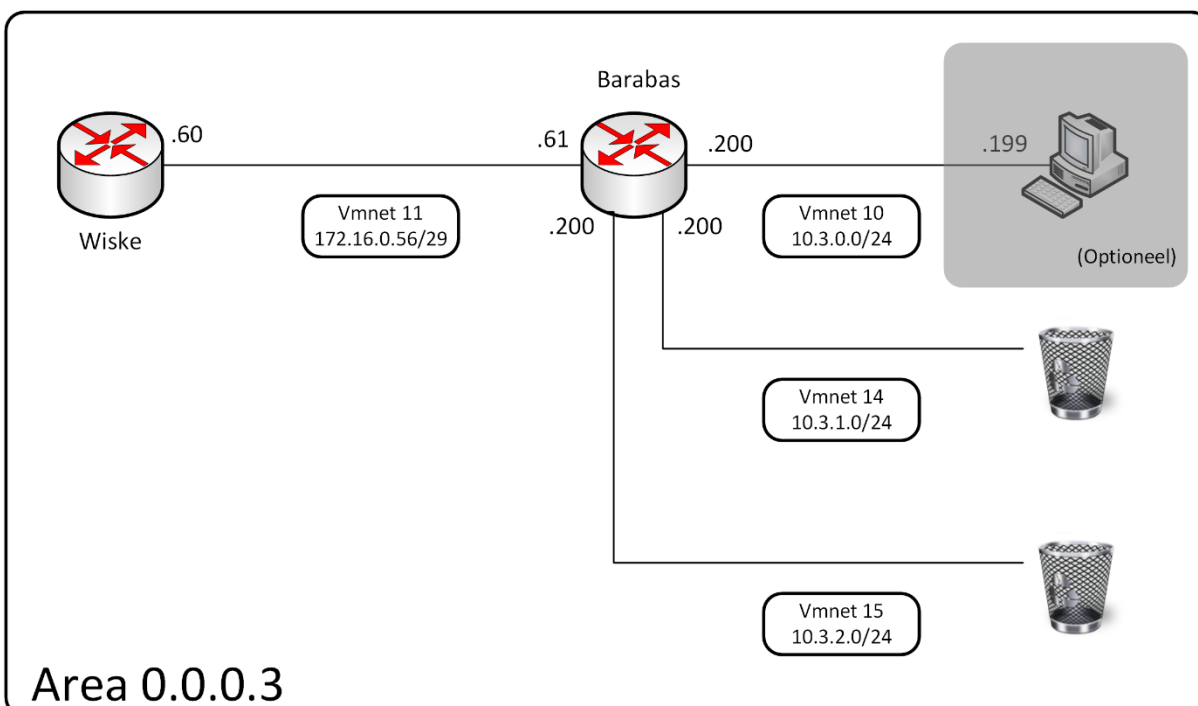 Barabas
.60
.61
.200
.199
Vmnet 11
172.16.0.56/29
Vmnet 10
10.3.0.0/24
Wiske
.200
.200
(Optioneel)
Vmnet 14
10.3.1.0/24
Vmnet 15
10.3.2.0/24
Area 0.0.0.3